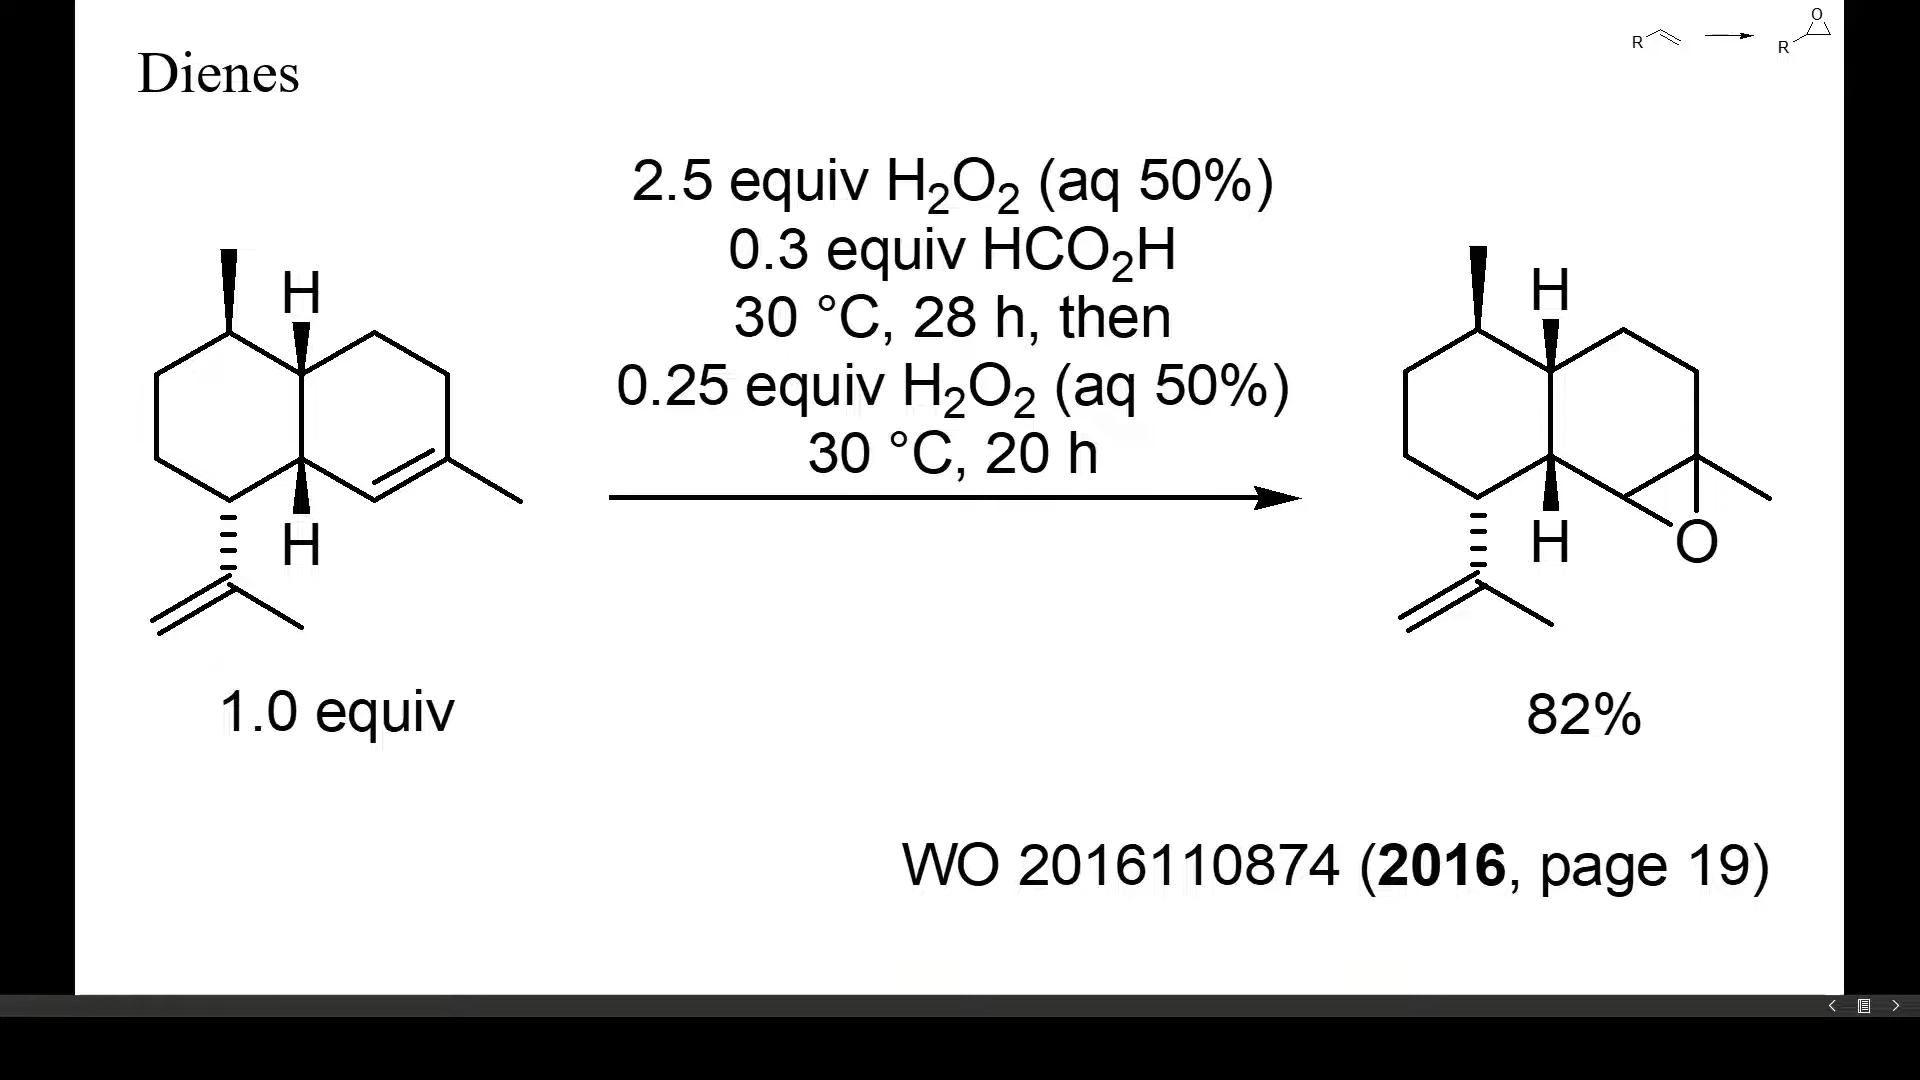 Dienes
R
R
O
2.5 equiv H₂O₂ (aq 50%)
0.3 equiv HCO₂H
30 °C, 28 h, then
0.25 equiv H₂O₂ (aq 50%)
30 °C, 20 h
H
H
H
H
O
1.0 equiv
82%
WO 2016110874 (2016, page 19)